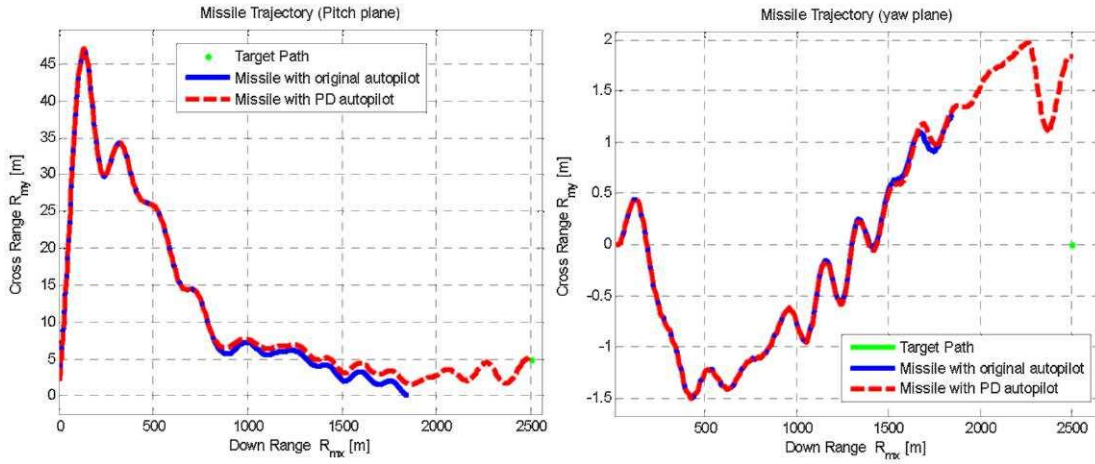 Missile Trajectory (Pitch plane)
45
40
35
30
25
20
15
10
5
0
Cross Range R_my [m]
Target Path
Missile with original autopilot
Missile with PD autopilot
0 500 1000 1500 2000 2500
Down Range R_mx [m]
Missile Trajectory (yaw plane)
2
1.5
1
0.5
0
-0.5
-1
-1.5
Cross Range R_my [m]
Target Path
Missile with original autopilot
Missile with PD autopilot
500 1000 1500 2000 2500
Down Range R_mx [m]